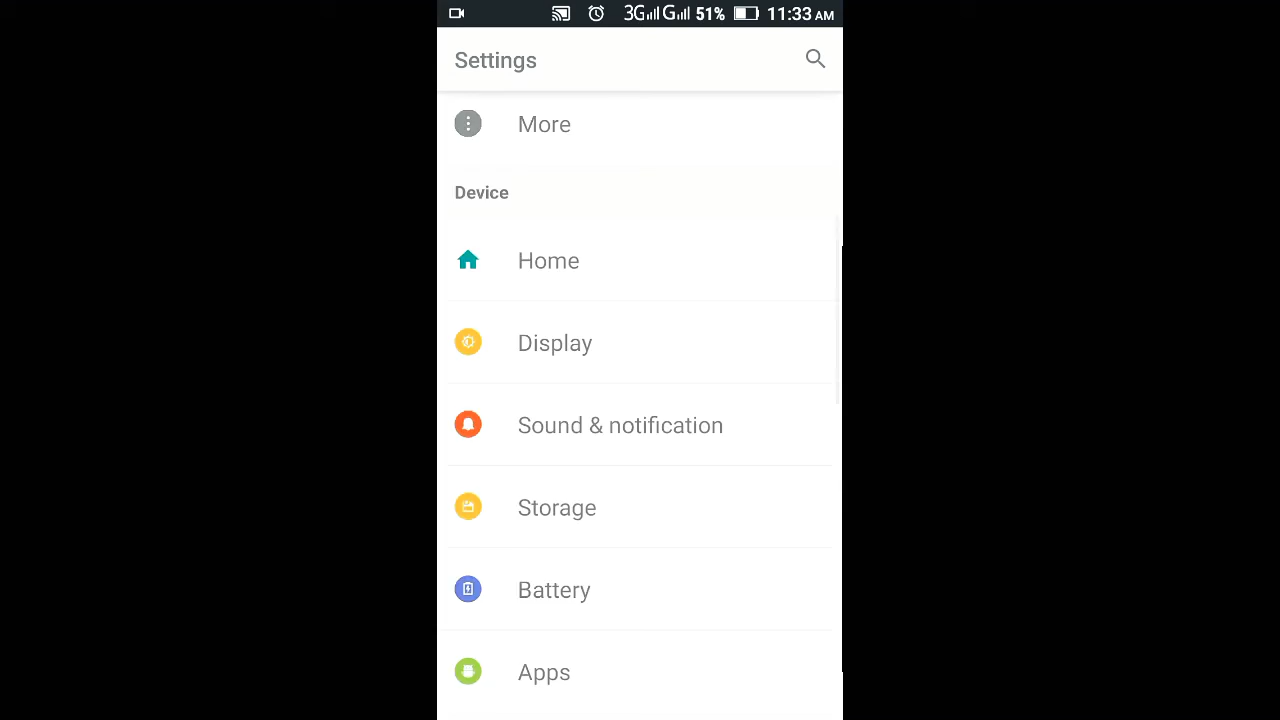 3G G 51% 11:33 AM
Settings
More
Device
Home
Display
Sound & notification
Storage
Battery
Apps